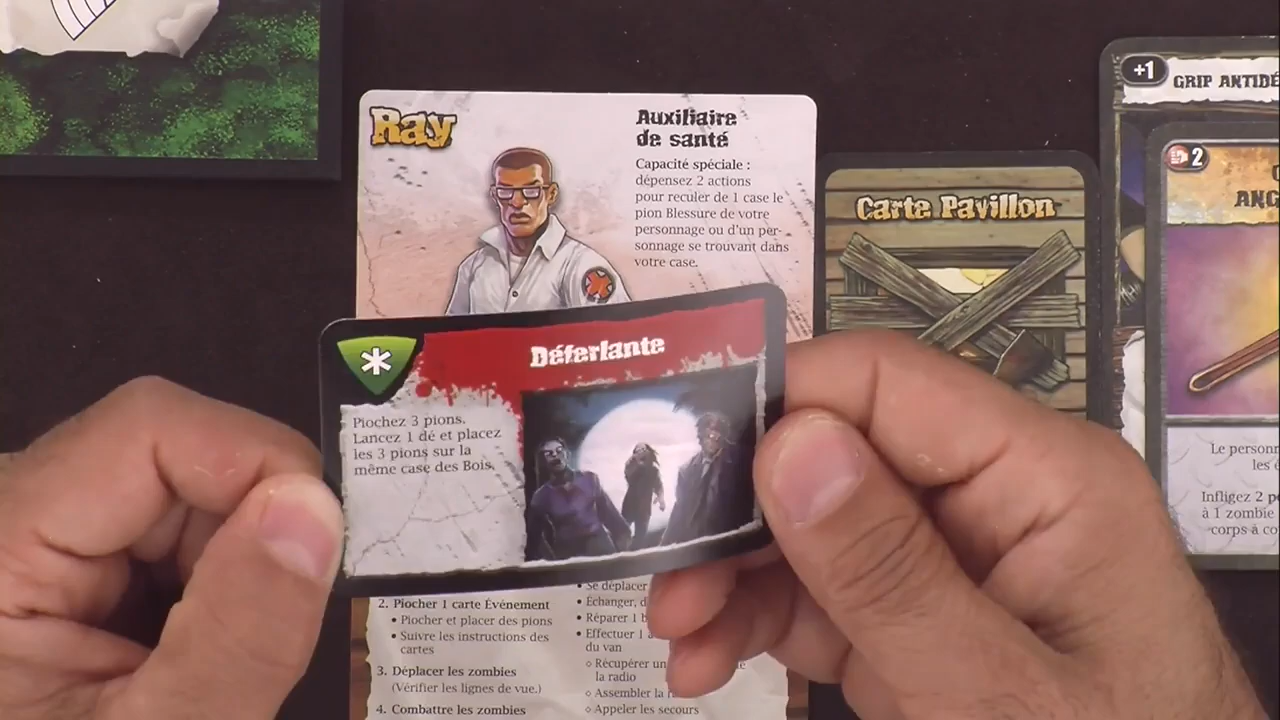 Ray
Auxiliaire
de santé
Capacité spéciale :
dépensez 2 actions
pour reculer de 1 case le
pion Blessure de votre
personnage ou d'un per-
sonnage se trouvant dans
votre case.
Carte Pavillon
+1
GRIP
2
Déferlante
*
Piochez 3 pions.
Lancez 1 dé et placez
les 3 pions sur la
même case des Bois.
2. Piocher 1 carte Événement
• Piocher et placer des pions
• Suivre les instructions des
cartes
3. Déplacer les zombies
(Vérifier les lignes de vue.)
4. Combattre les zombies
• Se déplacer
• Échanger, d
• Réparer 1 b
• Effectuer 1
du van
◦ Récupérer un
la radio
◦ Assembler la
◦ Appeler les secours
Le person
les
Infligez 2 p
à 1 zombie
corps à co